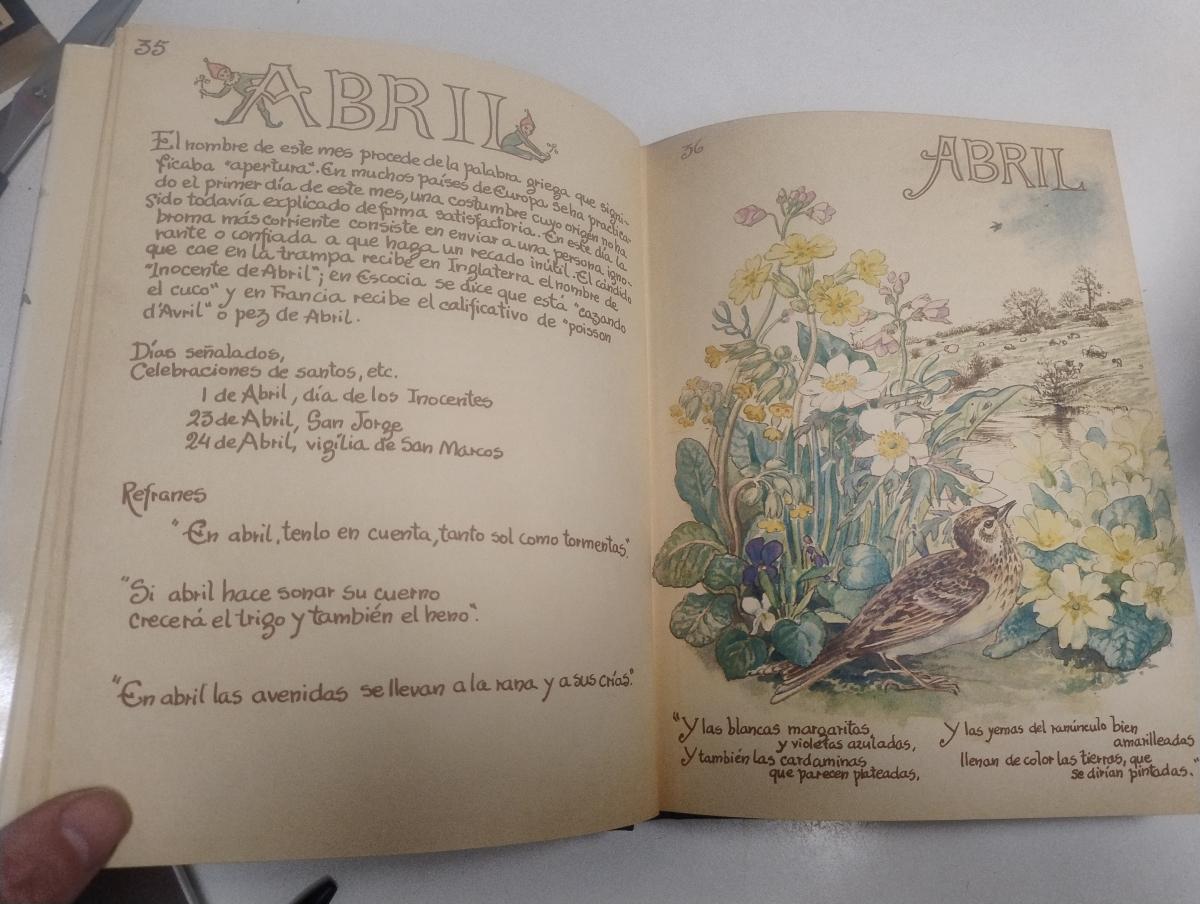 35
ABRIL
El nombre de este mes procede de la palabra griega que signi-
ficaba "apertura". En muchos países de Europa se ha practica-
do el primer día de este mes, una costumbre cuyo origen no ha
sido todavía explicado de forma satisfactoria. En este día la
broma más corriente consiste en enviar a una persona igno-
rante o confiada a que haga un recado inútil. El cándido
que cae en la trampa recibe en Inglaterra el nombre de
"Inocente de Abril"; en Escocia se dice que está "cazando
el cuco" y en Francia recibe el calificativo de "poisson
d'Avril" o pez de Abril.
Días señalados,
Celebraciones de santos, etc.
1 de Abril, día de los Inocentes
23 de Abril, San Jorge
24 de Abril, vigilia de San Marcos
Refranes
"En abril, tenlo en cuenta, tanto sol como tormentas".
"Si abril hace sonar su cuerno
crecerá el trigo y también el heno".
"En abril las avenidas se llevan a la rana y a sus crías".
36
ABRIL
"Y las blancas margaritas,
y violetas azuladas,
Y también las cardaminas
que parecen plateadas,
Y las yemas del ranúnculo bien
amarilleadas
llenan de color las tierras, que
se dirían pintadas."